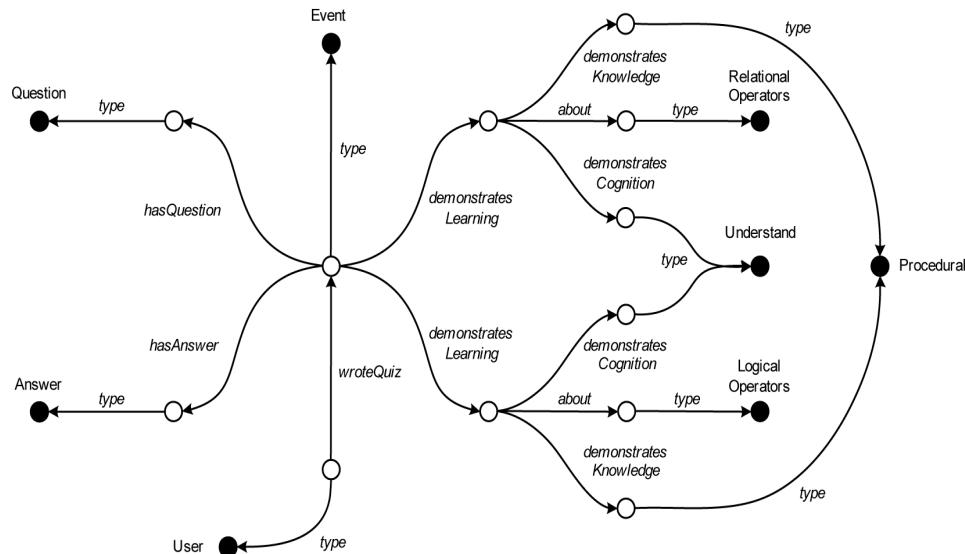 Event
type
demonstrates
Knowledge
Relational
Operators
Question
type
about
type
type
demonstrates
Cognition
demonstrates
Learning
hasQuestion
Understand
type
Procedural
demonstrates
Learning
hasAnswer
wroteQuiz
demonstrates
Cognition
Logical
Operators
Answer
type
about
type
demonstrates
Knowledge
type
User
type